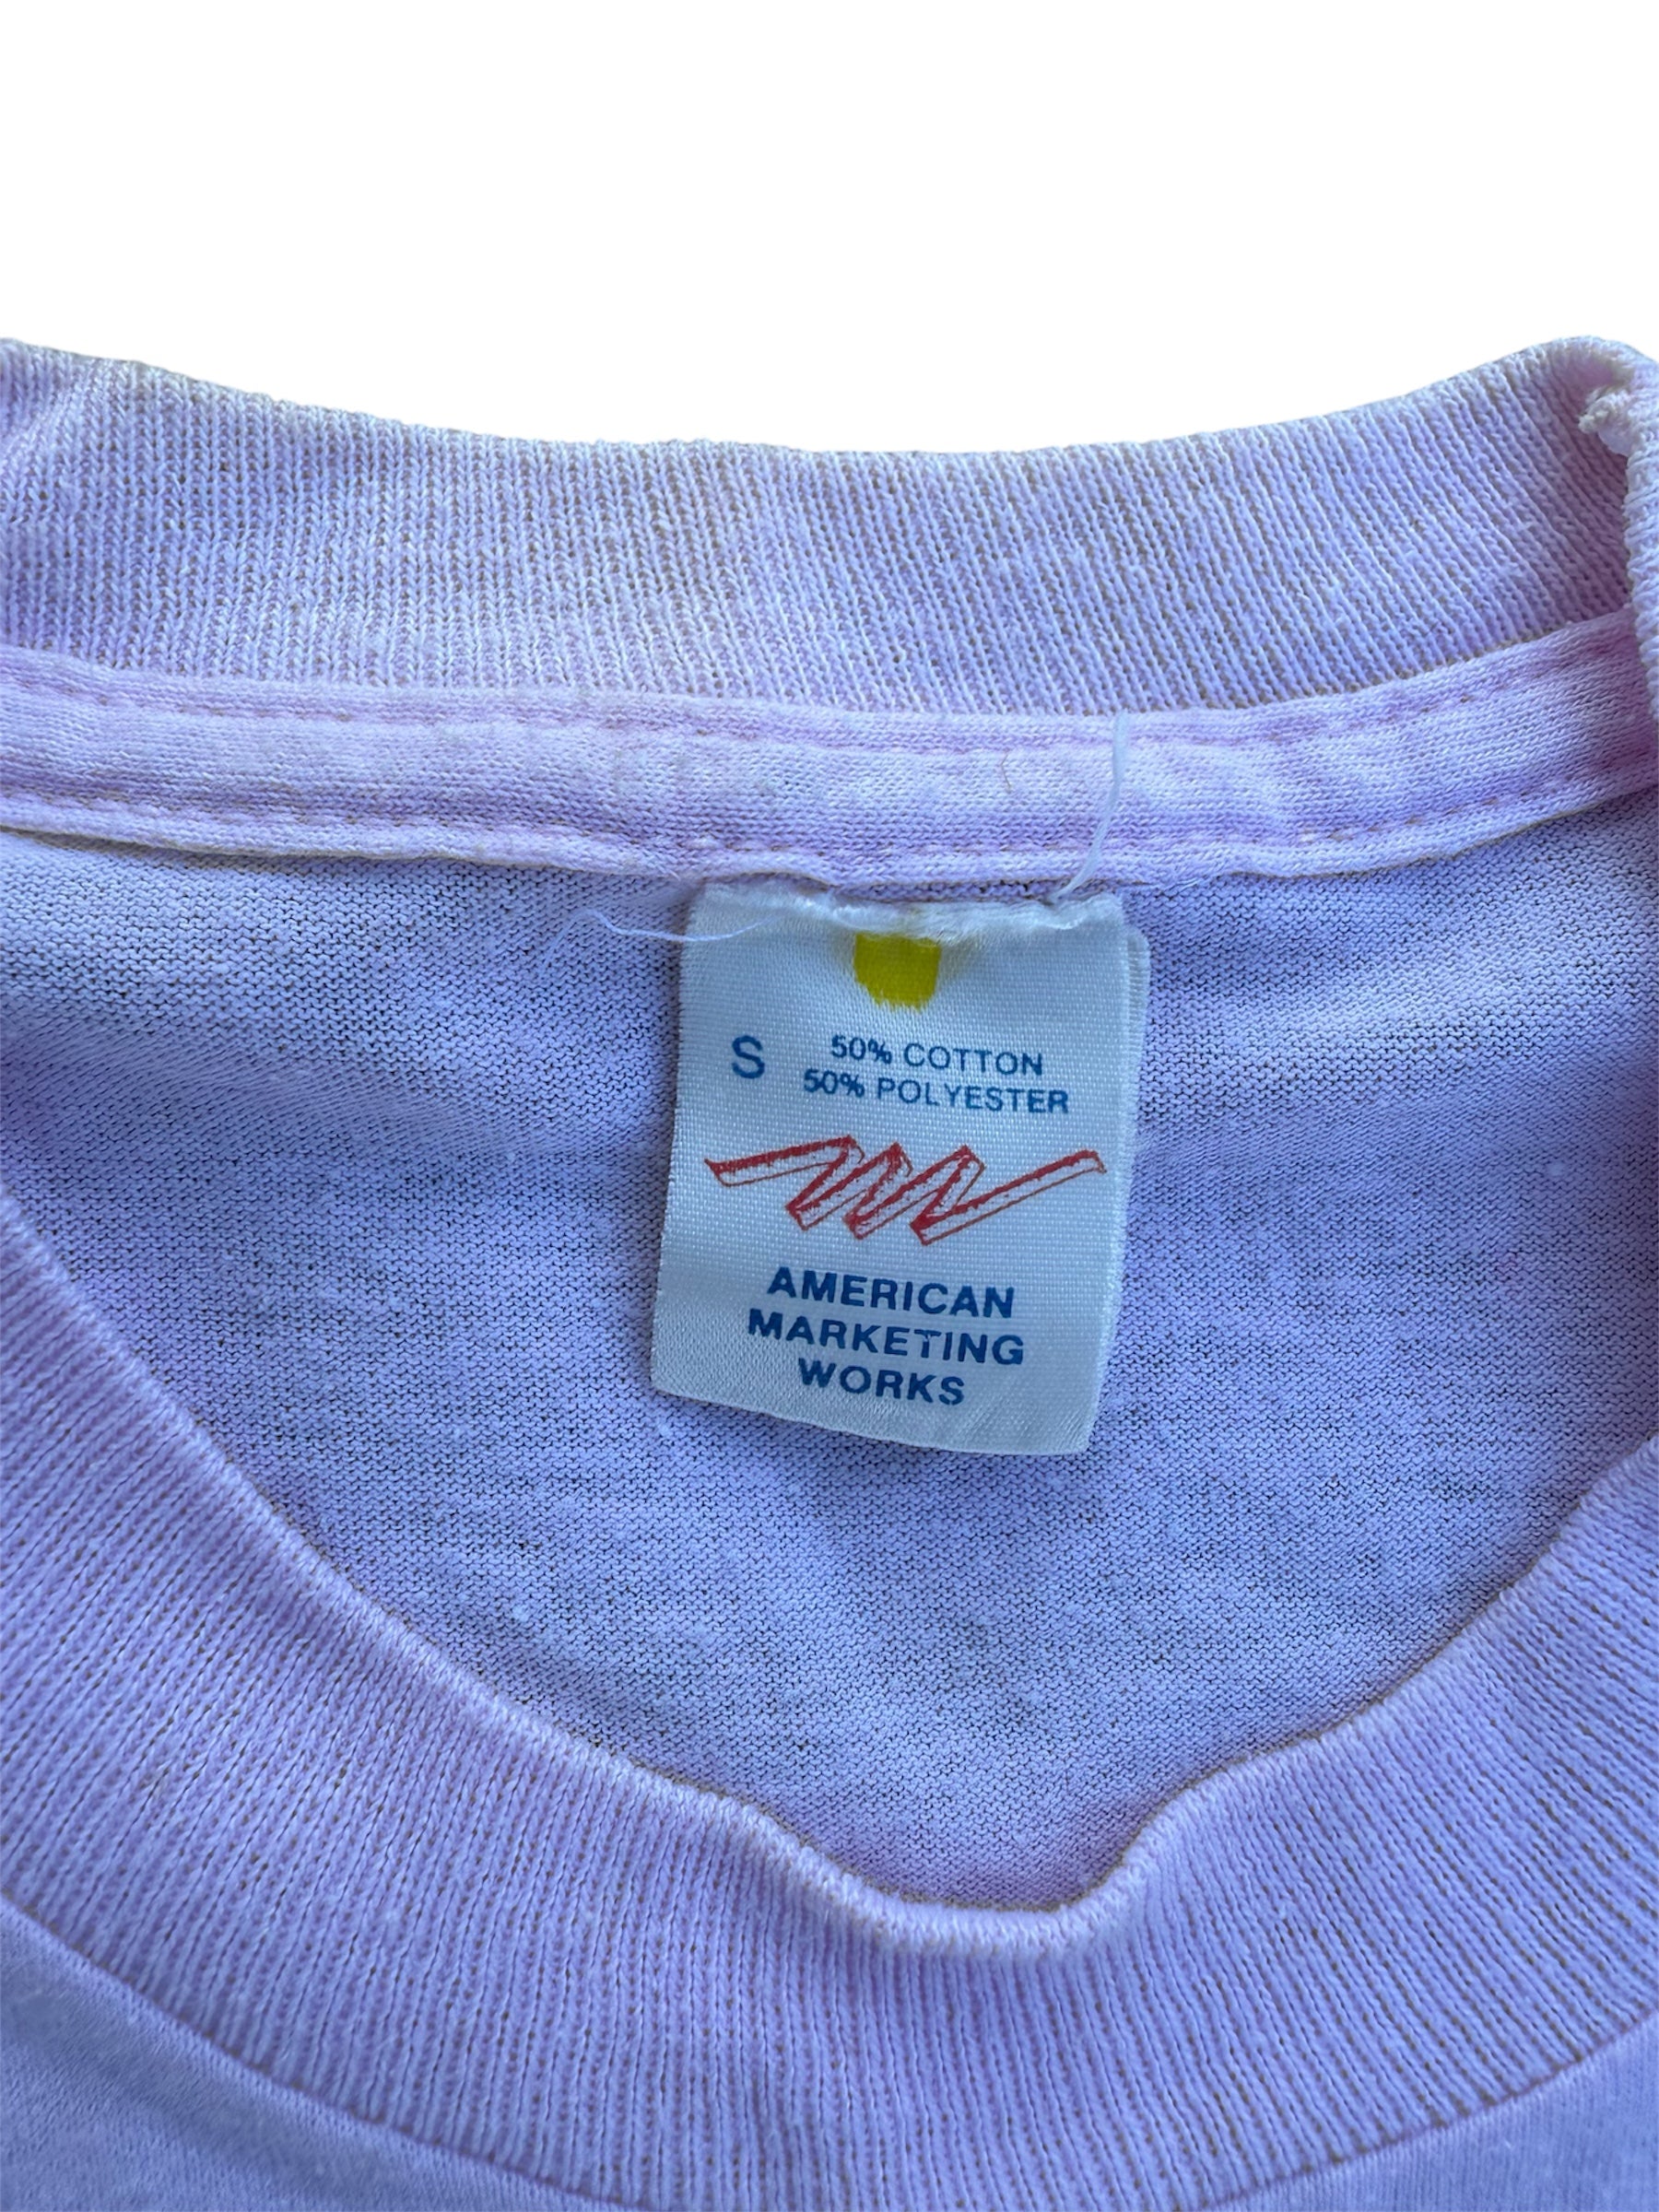 S 50% COTTON
50% POLYESTER
AMERICAN
MARKETING
WORKS